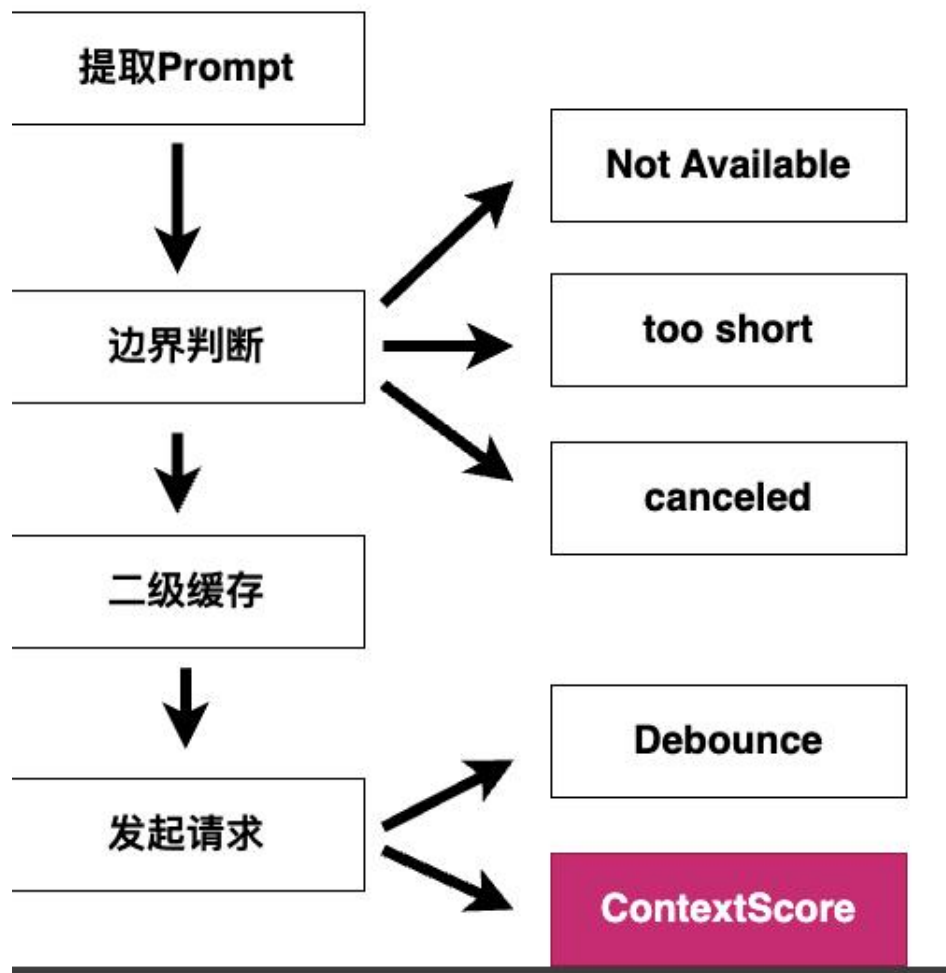 提取Prompt
Not Available
边界判断
too short
canceled
二级缓存
Debounce
发起请求
ContextScore